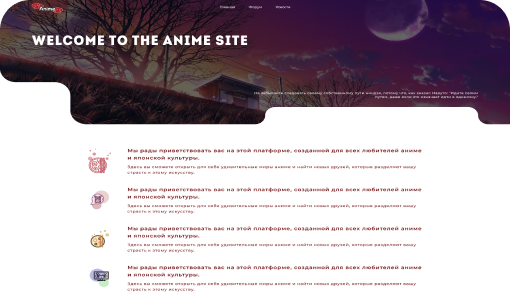 Anime
Главная
Форум
Новости
WELCOME TO THE ANIME SITE
Не забывайте следовать своему собственному пути ниндзя, потому что, как сказал Наруто: "Идите своим
путем, даже если это означает идти в одиночку."
Мы рады приветствовать вас на этой платформе, созданной для всех любителей аниме
и японской культуры.
Здесь вы сможете открыть для себя удивительные миры аниме и найти новых друзей, которые разделяют вашу
страсть к этому искусству.
Мы рады приветствовать вас на этой платформе, созданной для всех любителей аниме
и японской культуры.
Здесь вы сможете открыть для себя удивительные миры аниме и найти новых друзей, которые разделяют вашу
страсть к этому искусству.
Мы рады приветствовать вас на этой платформе, созданной для всех любителей аниме
и японской культуры.
Здесь вы сможете открыть для себя удивительные миры аниме и найти новых друзей, которые разделяют вашу
страсть к этому искусству.
Мы рады приветствовать вас на этой платформе, созданной для всех любителей аниме
и японской культуры.
Здесь вы сможете открыть для себя удивительные миры аниме и найти новых друзей, которые разделяют вашу
страсть к этому искусству.